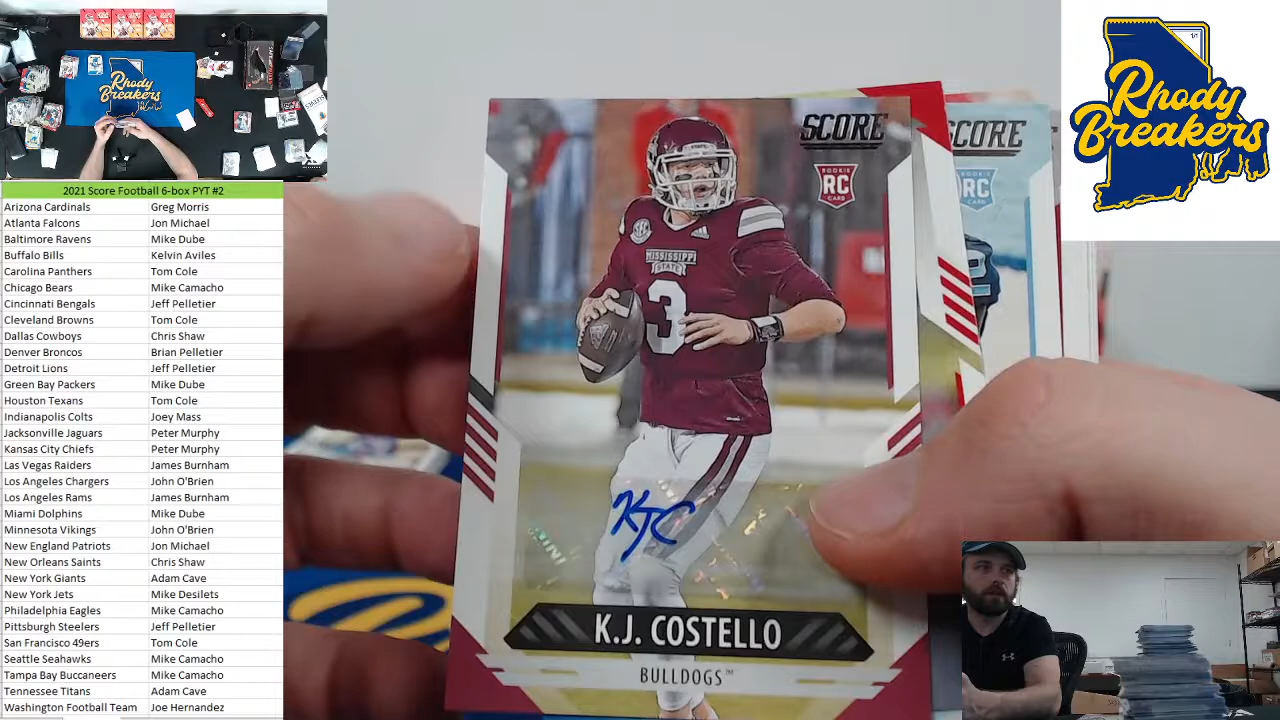 Rhody
Breakers
2021 Score Football 6-box PYT #2
Arizona Cardinals Greg Morris
Atlanta Falcons Jon Michael
Baltimore Ravens Mike Dube
Buffalo Bills Kelvin Aviles
Carolina Panthers Tom Cole
Chicago Bears Mike Camacho
Cincinnati Bengals Jeff Pelletier
Cleveland Browns Tom Cole
Dallas Cowboys Chris Shaw
Denver Broncos Brian Pelletier
Detroit Lions Jeff Pelletier
Green Bay Packers Mike Dube
Houston Texans Tom Cole
Indianapolis Colts Joey Mass
Jacksonville Jaguars Peter Murphy
Kansas City Chiefs Peter Murphy
Las Vegas Raiders James Burnham
Los Angeles Chargers John O'Brien
Los Angeles Rams James Burnham
Miami Dolphins Mike Dube
Minnesota Vikings John O'Brien
New England Patriots Jon Michael
New Orleans Saints Chris Shaw
New York Giants Adam Cave
New York Jets Mike Desilets
Philadelphia Eagles Mike Camacho
Pittsburgh Steelers Jeff Pelletier
San Francisco 49ers Tom Cole
Seattle Seahawks Mike Camacho
Tampa Bay Buccaneers Mike Camacho
Tennessee Titans Adam Cave
Washington Football Team Joe Hernandez
SCORE
ROOKIE
RC
CARD
SEC
MISSISSIPPI
STATE
3
KJC
K.J. COSTELLO
BULLDOGS™
SCORE
RC
CARD
2
1/1
Rhody
Breakers